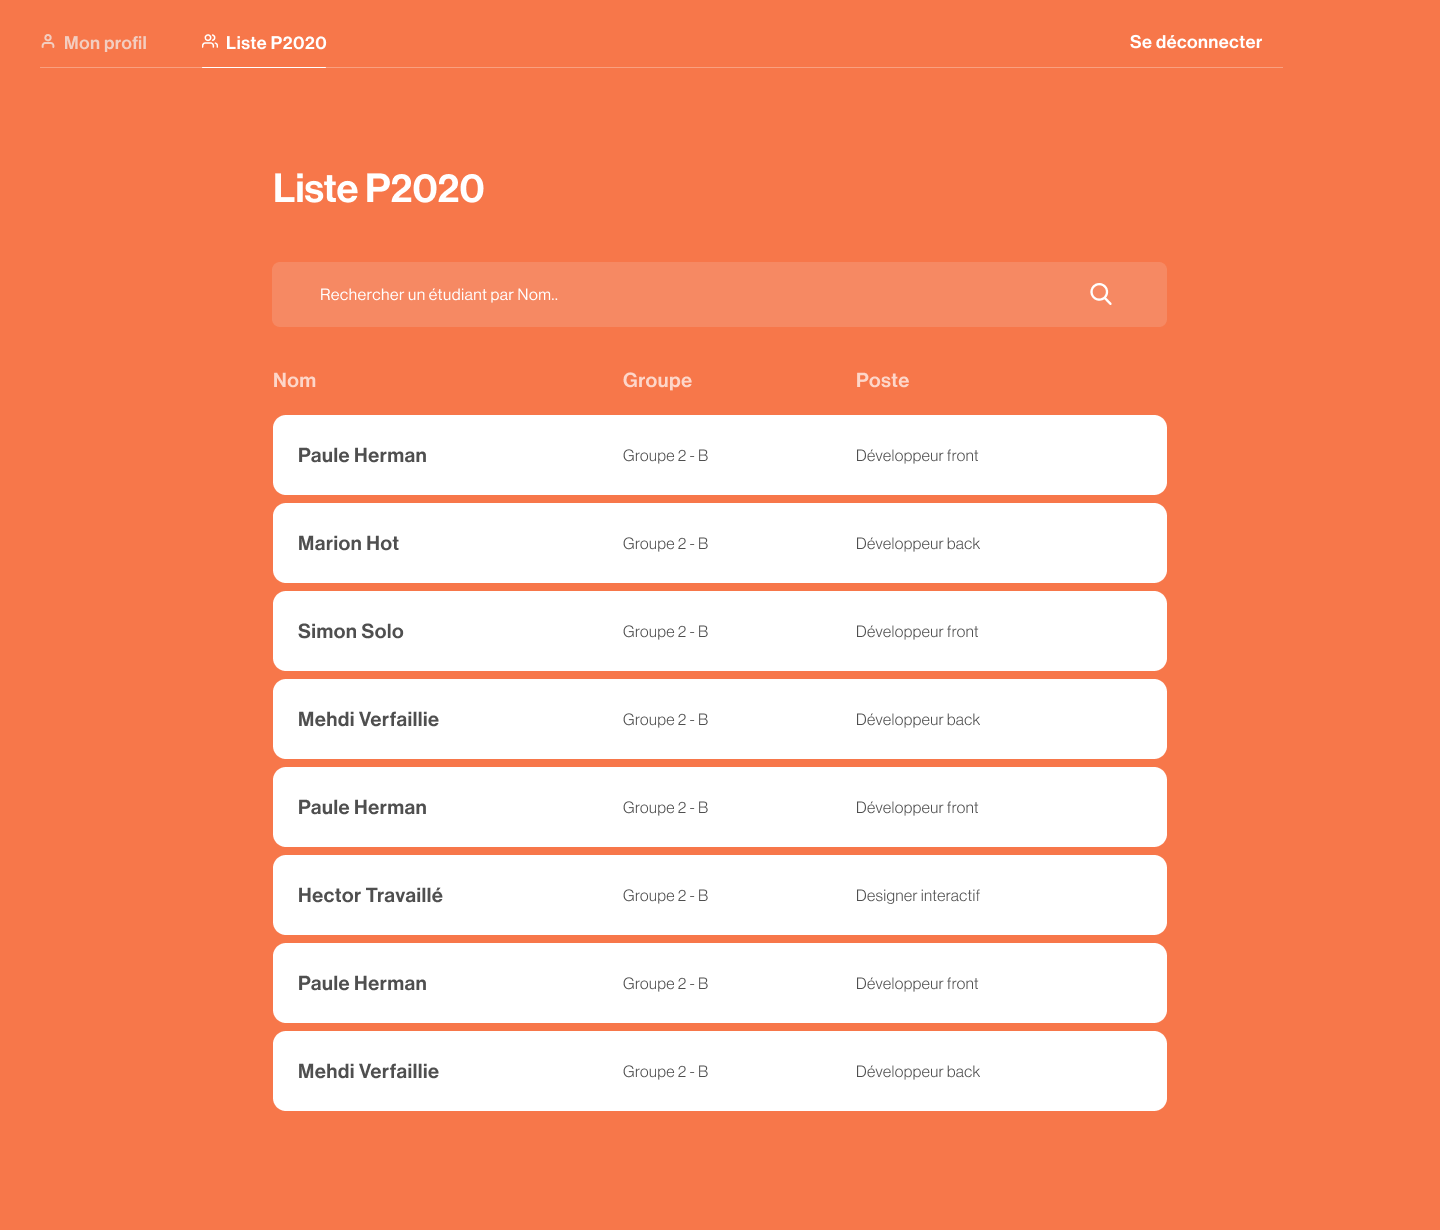 Mon profil
Liste P2020
Se déconnecter
Liste P2020
Rechercher un étudiant par Nom..
Nom Groupe Poste
Paule Herman Groupe 2 - B Développeur front
Marion Hot Groupe 2 - B Développeur back
Simon Solo Groupe 2 - B Développeur front
Mehdi Verfaillie Groupe 2 - B Développeur back
Paule Herman Groupe 2 - B Développeur front
Hector Travaillé Groupe 2 - B Designer interactif
Paule Herman Groupe 2 - B Développeur front
Mehdi Verfaillie Groupe 2 - B Développeur back